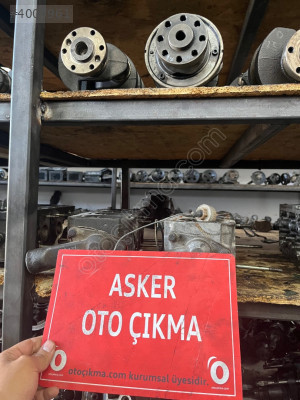 ASKER
OTO ÇIKMA
otoçıkma.com kurumsal üyesidir.